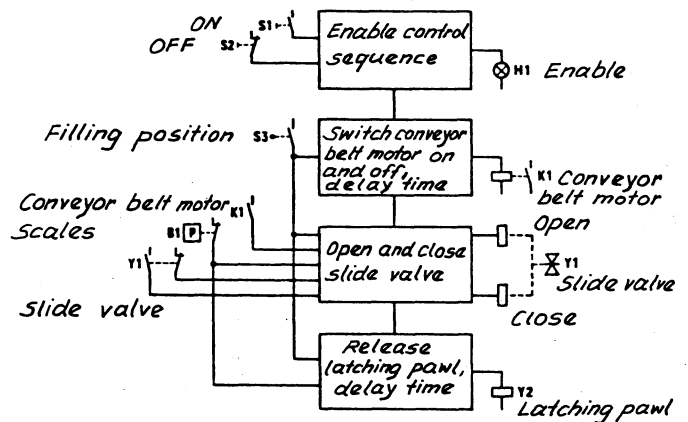 ON
S1
OFF
S2
Enable control
sequence
H1
Enable
Filling position
S3
Switch conveyor
belt motor on
and off,
delay time
K1
Conveyor
belt motor
Conveyor belt motor
K1
scales
B1
P
Open
Y1
Open and close
slide valve
Y1
Slide valve
Slide valve
Close
Release
latching pawl,
delay time
Y2
Latching pawl